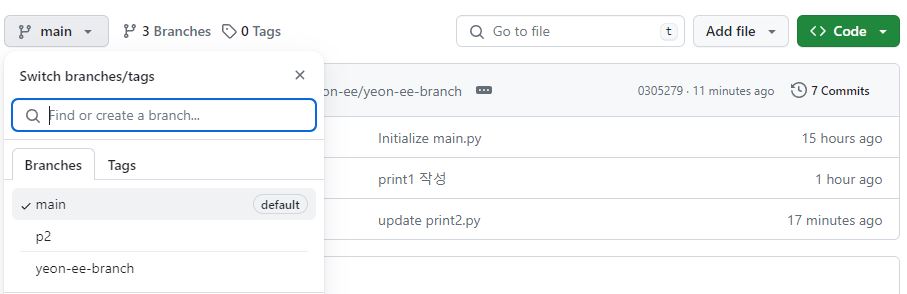 main 3 Branches 0 Tags Go to file t Add file Code
Switch branches/tags
on-ee/yeon-ee-branch 0305279 · 11 minutes ago 7 Commits
Find or create a branch...
Initialize main.py 15 hours ago
Branches Tags
print1 작성 1 hour ago
main default
update print2.py 17 minutes ago
p2
yeon-ee-branch